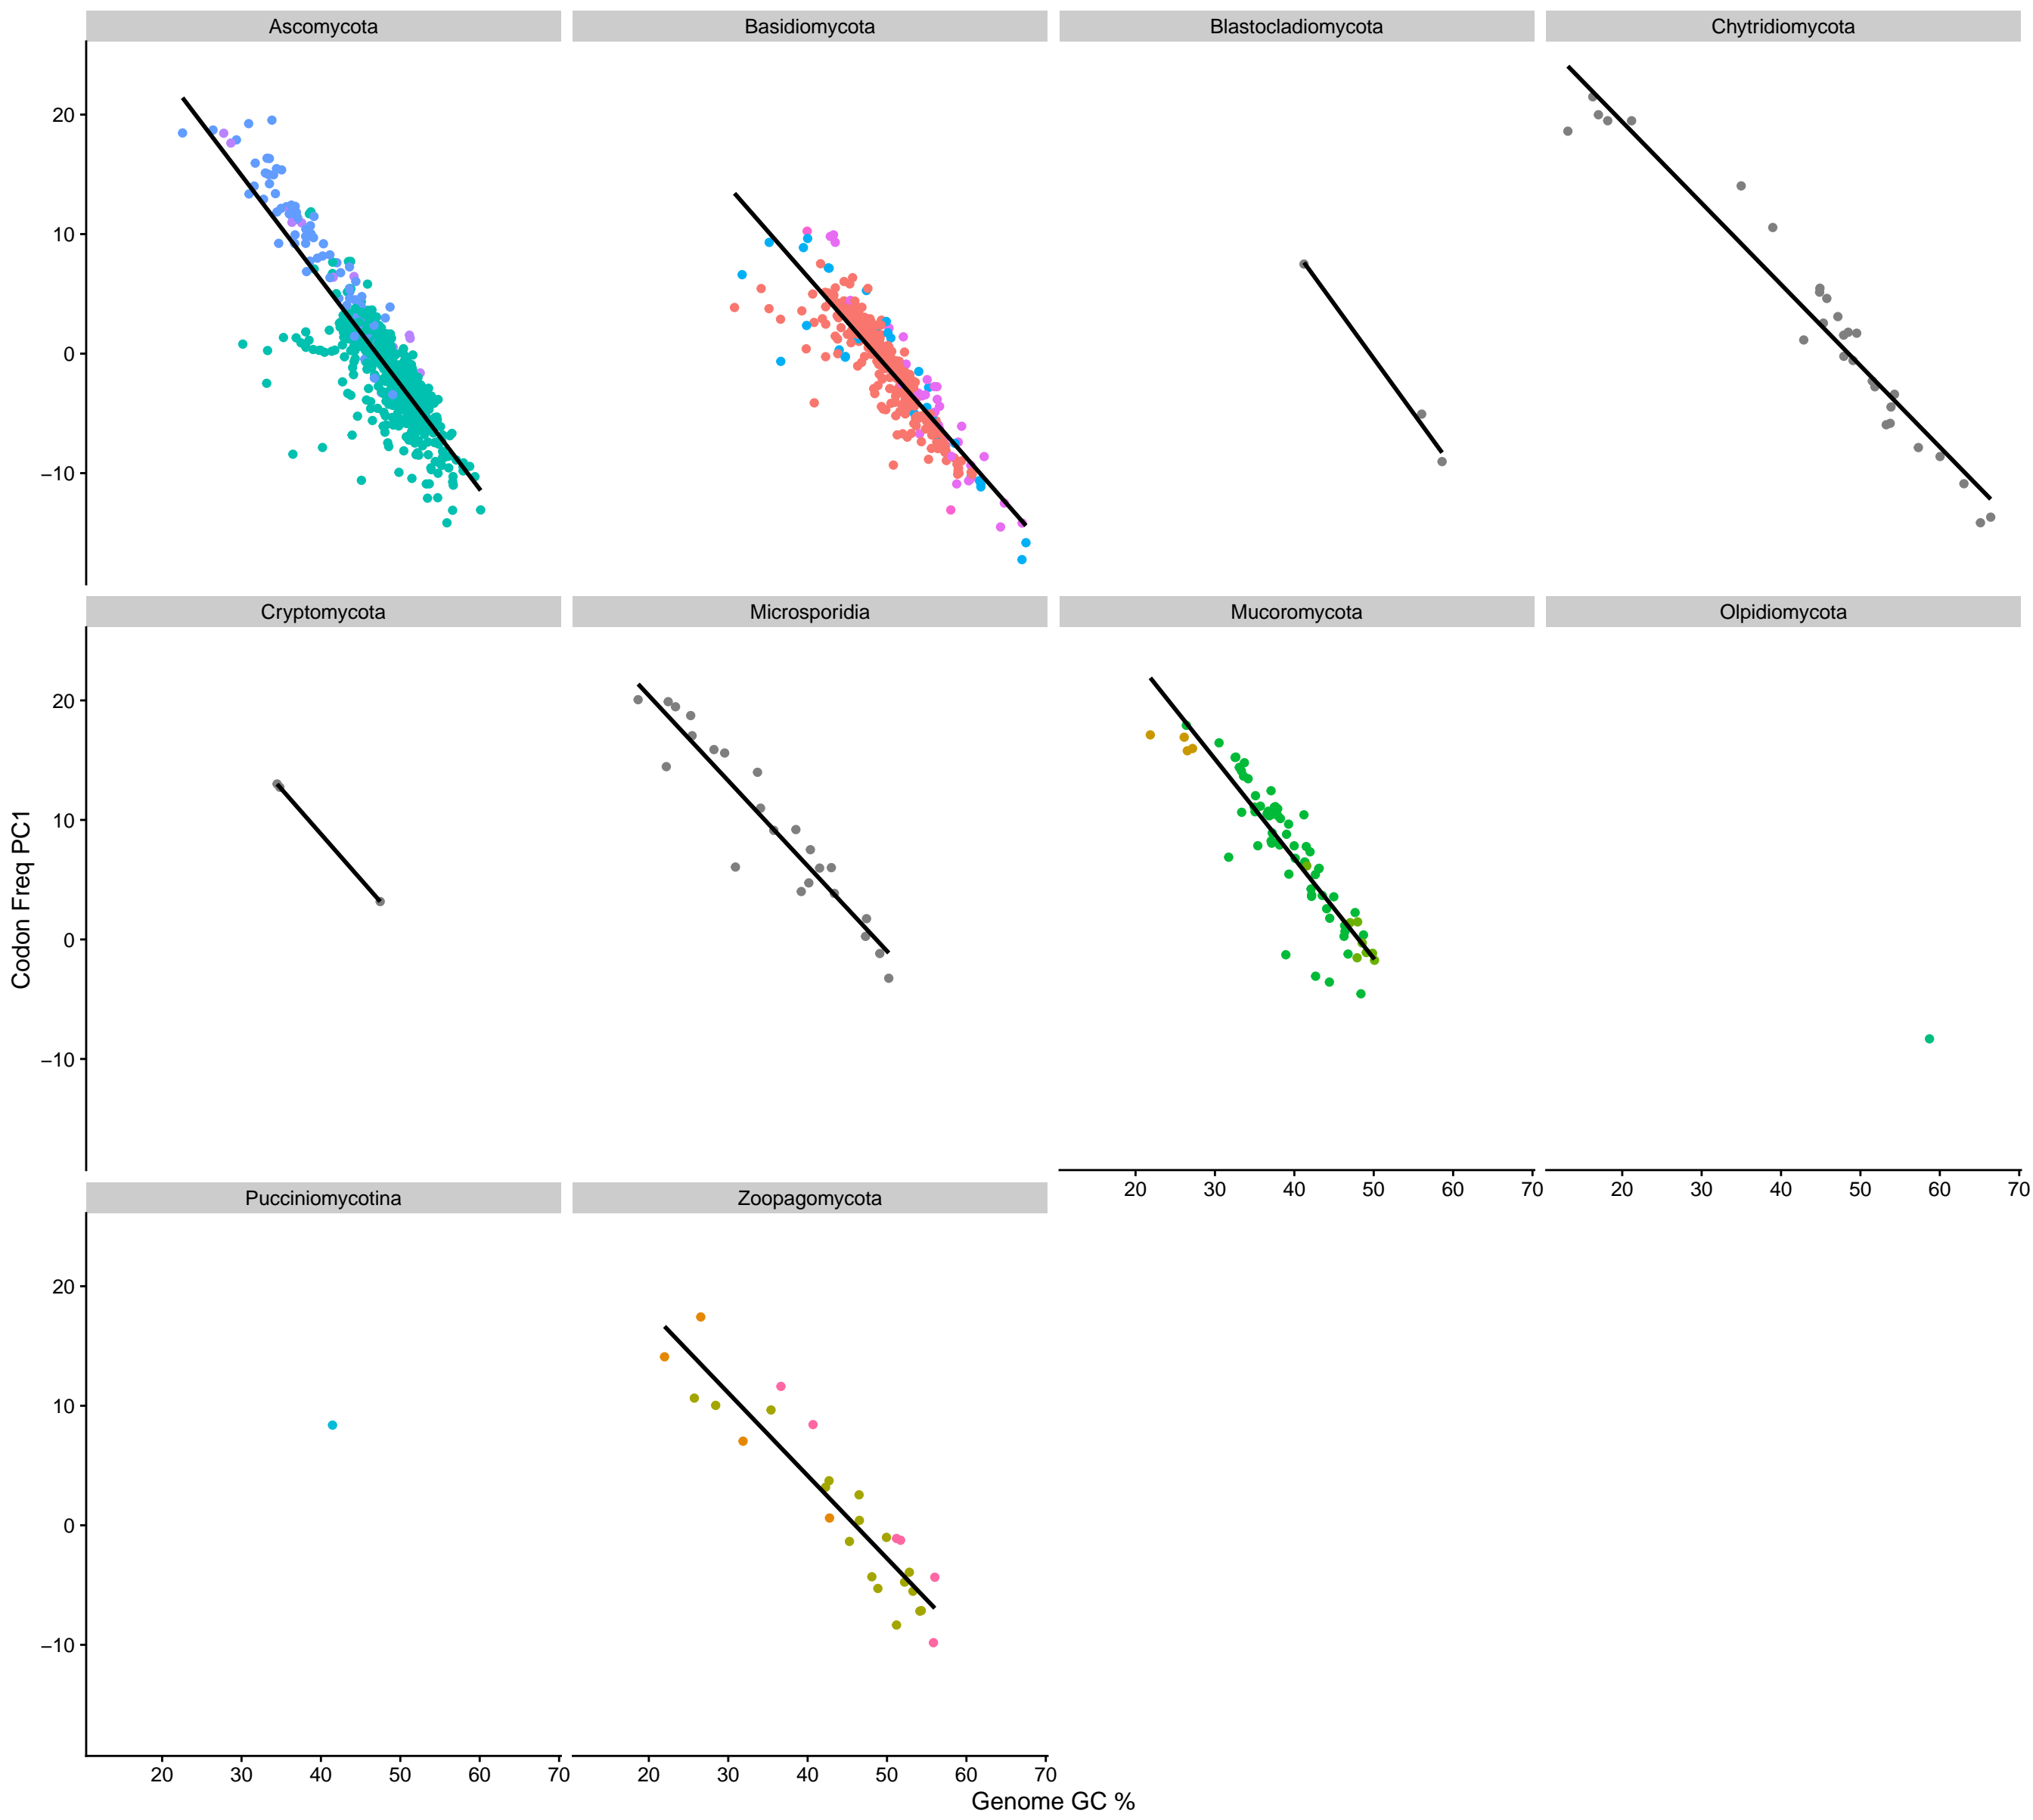 Ascomycota Basidiomycota Blastocladiomycota Chytridiomycota
20
10
0
−10
Cryptomycota Microsporidia Mucoromycota Olpidiomycota
20
10
0
−10
20 30 40 50 60 70 20 30 40 50 60 70
Pucciniomycotina Zoopagomycota
20
10
0
−10
20 30 40 50 60 70 20 30 40 50 60 70
Genome GC %
Codon Freq PC1